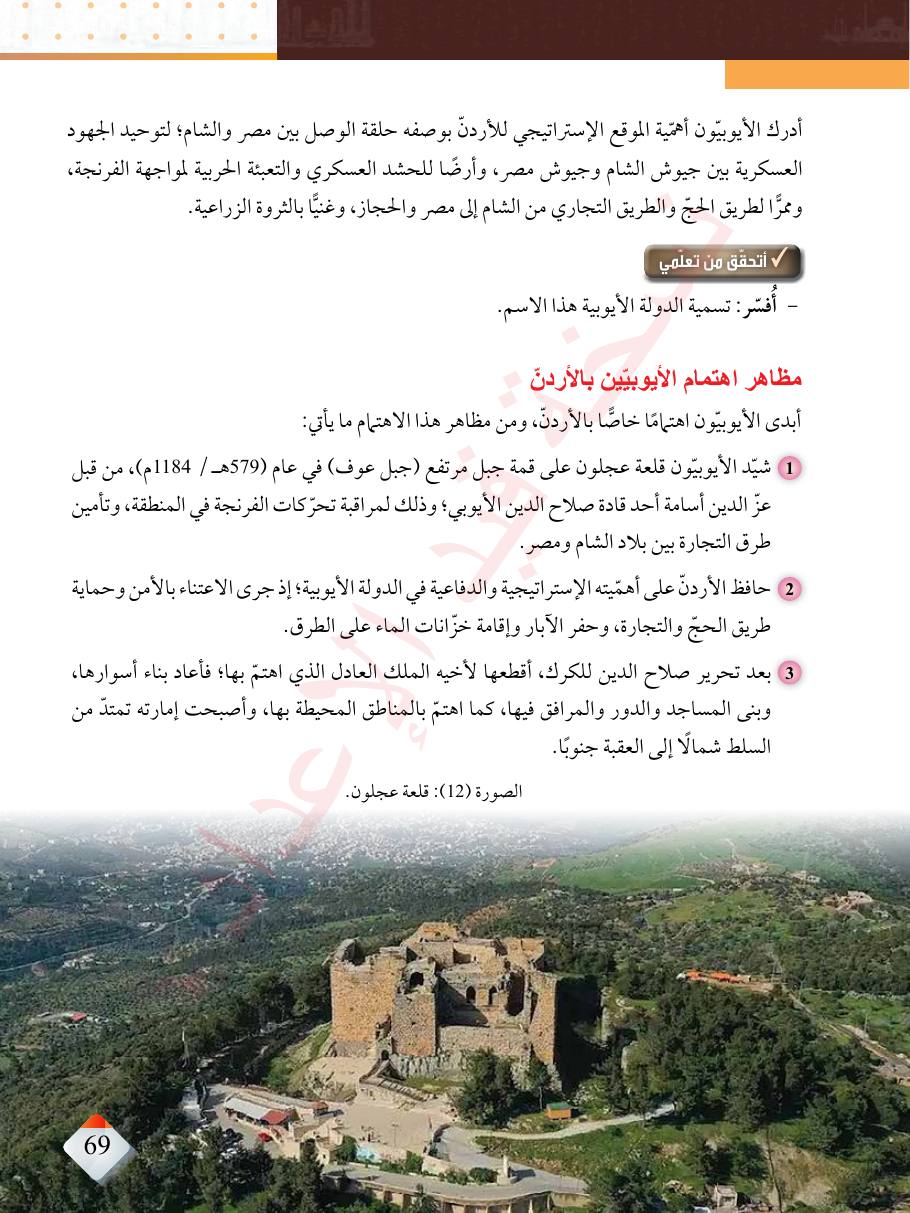 أدرك الأيوبيّون أهمّية الموقع الإستراتيجي للأردنّ بوصفه حلقة الوصل بين مصر والشام؛ لتوحيد الجهود
العسكرية بين جيوش الشام وجيوش مصر، وأرضًا للحشد العسكري والتعبئة الحربية لمواجهة الفرنجة،
وممرًّا لطريق الحجّ والطريق التجاري من الشام إلى مصر والحجاز، وغنيًّا بالثروة الزراعية.
✓ أتحقّق من تعلّمي
- أُفسّر: تسمية الدولة الأيوبية هذا الاسم.
مظاهر اهتمام الأيوبيّين بالأردنّ
أبدى الأيوبيّون اهتمامًا خاصًّا بالأردنّ، ومن مظاهر هذا الاهتمام ما يأتي:
1 شيّد الأيوبيّون قلعة عجلون على قمة جبل مرتفع (جبل عوف) في عام (579هـ/ 1184م)، من قبل
عزّ الدين أسامة أحد قادة صلاح الدين الأيوبي؛ وذلك لمراقبة تحرّكات الفرنجة في المنطقة، وتأمين
طرق التجارة بين بلاد الشام ومصر.
2 حافظ الأردنّ على أهمّيته الإستراتيجية والدفاعية في الدولة الأيوبية؛ إذ جرى الاعتناء بالأمن وحماية
طريق الحجّ والتجارة، وحفر الآبار وإقامة خزّانات الماء على الطرق.
3 بعد تحرير صلاح الدين للكرك، أقطعها لأخيه الملك العادل الذي اهتمّ بها؛ فأعاد بناء أسوارها،
وبنى المساجد والدور والمرافق فيها، كما اهتمّ بالمناطق المحيطة بها، وأصبحت إمارته تمتدّ من
السلط شمالًا إلى العقبة جنوبًا.
الصورة (12): قلعة عجلون.
نسخة قيد الإعداد
69